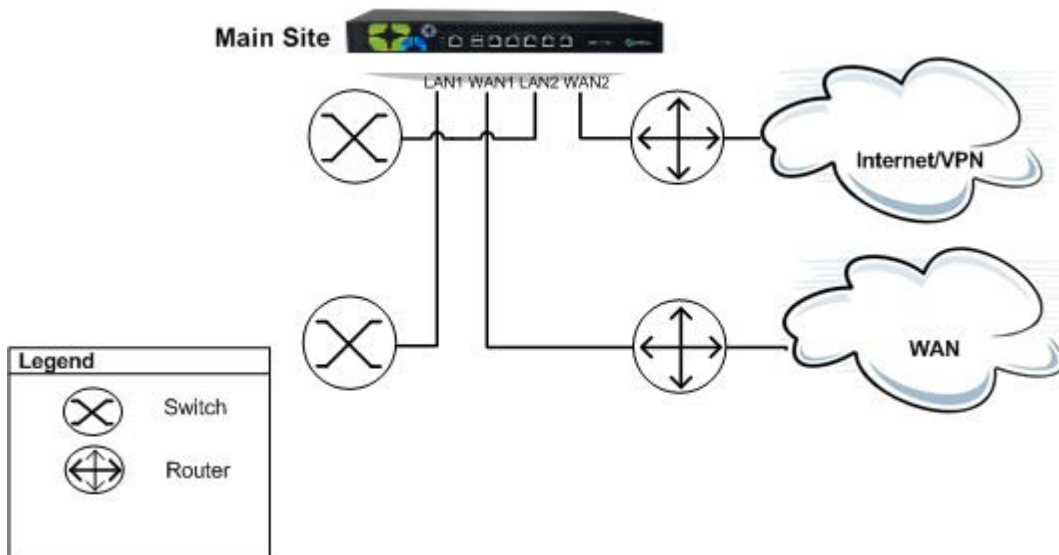 Main Site
LAN1 WAN1 LAN2 WAN2
Internet/VPN
WAN
Legend
Switch
Router